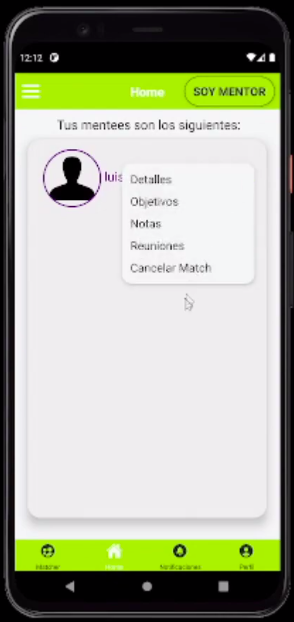 12:12
Home
SOY MENTOR
Tus mentees son los siguientes:
luis
Detalles
Objetivos
Notas
Reuniones
Cancelar Match
Home
Notificaciones
Perfil